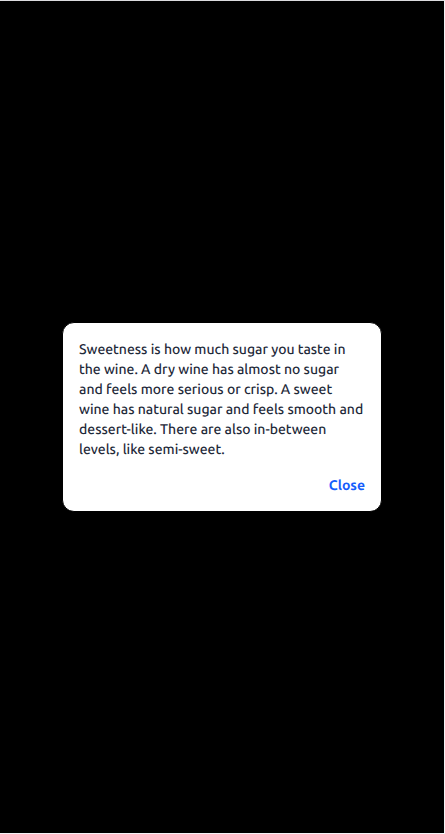 Sweetness is how much sugar you taste in
the wine. A dry wine has almost no sugar
and feels more serious or crisp. A sweet
wine has natural sugar and feels smooth and
dessert-like. There are also in-between
levels, like semi-sweet.
Close